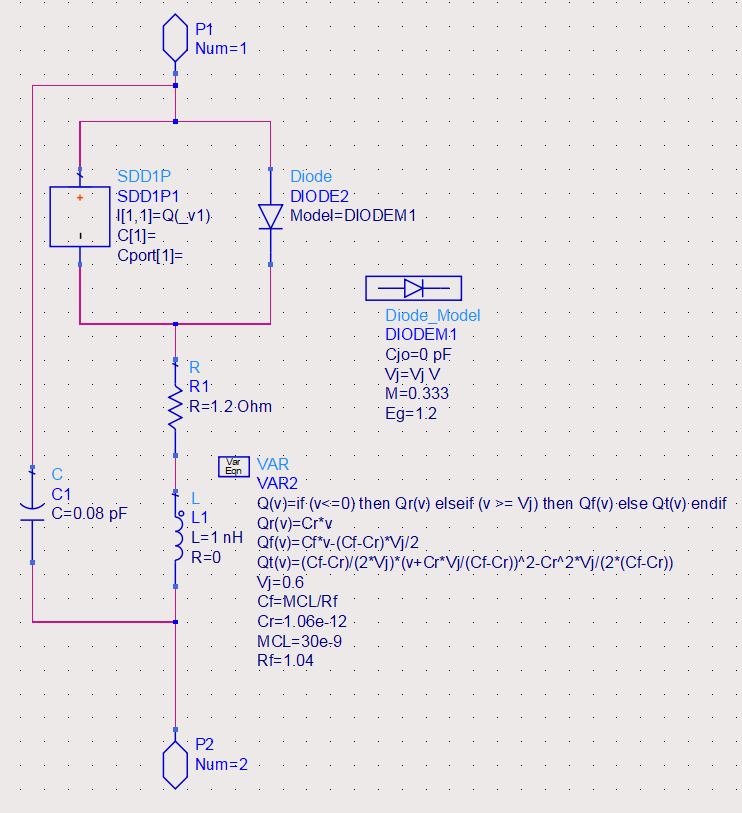 P1
Num=1
SDD1P
SDD1P1
I[1,1]=Q(_v1)
C[1]=
Cport[1]=
Diode
DIODE2
Model=DIODEM1
Diode_Model
DIODEM1
Cjo=0 pF
Vj=Vj V
M=0.333
Eg=1.2
R
R1
R=1.2 Ohm
C
C1
C=0.08 pF
L
L1
L=1 nH
R=0
Var
Eqn
VAR
VAR2
Q(v)=if (v<=0) then Qr(v) elseif (v >= Vj) then Qf(v) else Qt(v) endif
Qr(v)=Cr*v
Qf(v)=Cf*v-(Cf-Cr)*Vj/2
Qt(v)=(Cf-Cr)/(2*Vj)*(v+Cr*Vj/(Cf-Cr))^2-Cr^2*Vj/(2*(Cf-Cr))
Vj=0.6
Cf=MCL/Rf
Cr=1.06e-12
MCL=30e-9
Rf=1.04
P2
Num=2